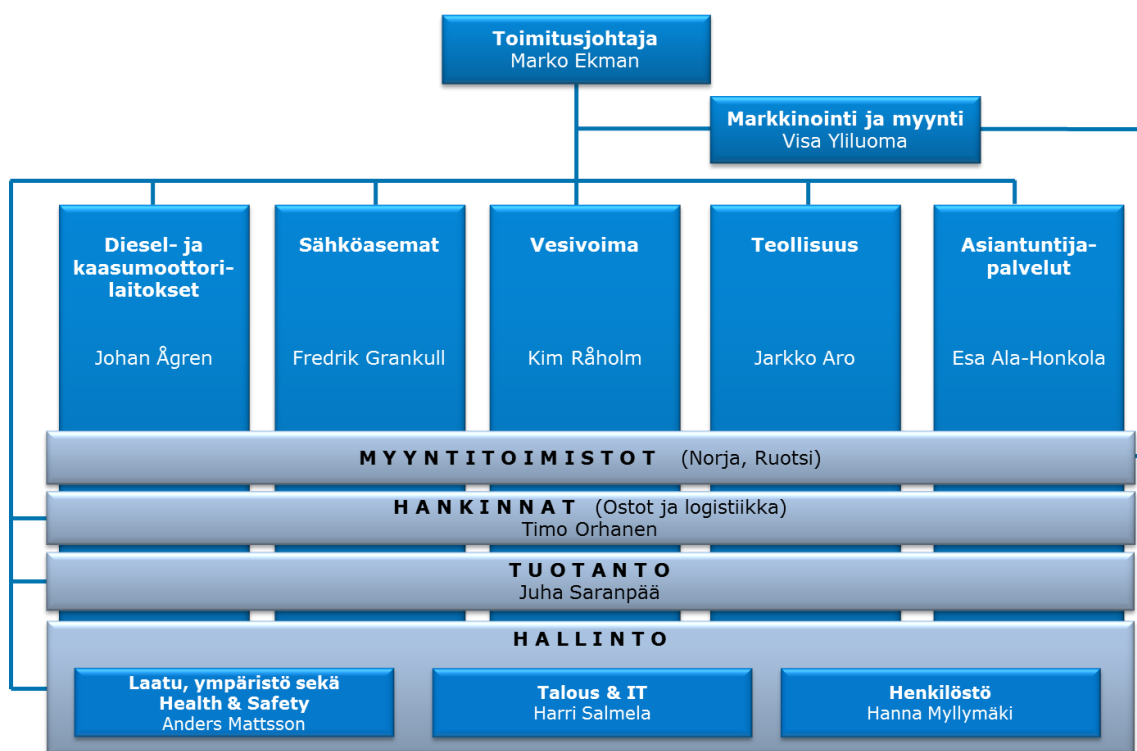 Toimitusjohtaja
Marko Ekman
Markkinointi ja myynti
Visa Yliluoma
Diesel- ja
kaasumoottori-
laitokset
Johan Ågren
Sähköasemat
Fredrik Grankull
Vesivoima
Kim Råholm
Teollisuus
Jarkko Aro
Asiantuntija-
palvelut
Esa Ala-Honkola
MYYNTITOIMISTOT (Norja, Ruotsi)
HANKINNAT (Ostot ja logistiikka)
Timo Orhanen
TUOTANTO
Juha Saranpää
HALLINTO
Laatu, ympäristö sekä
Health & Safety
Anders Mattsson
Talous & IT
Harri Salmela
Henkilöstö
Hanna Myllymäki